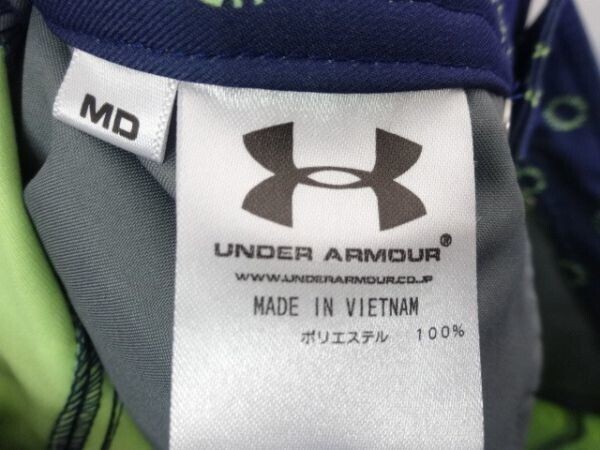 MD
UNDER ARMOUR®
WWW.UNDERARMOUR.CO.JP
MADE IN VIETNAM
ポリエステル 100%